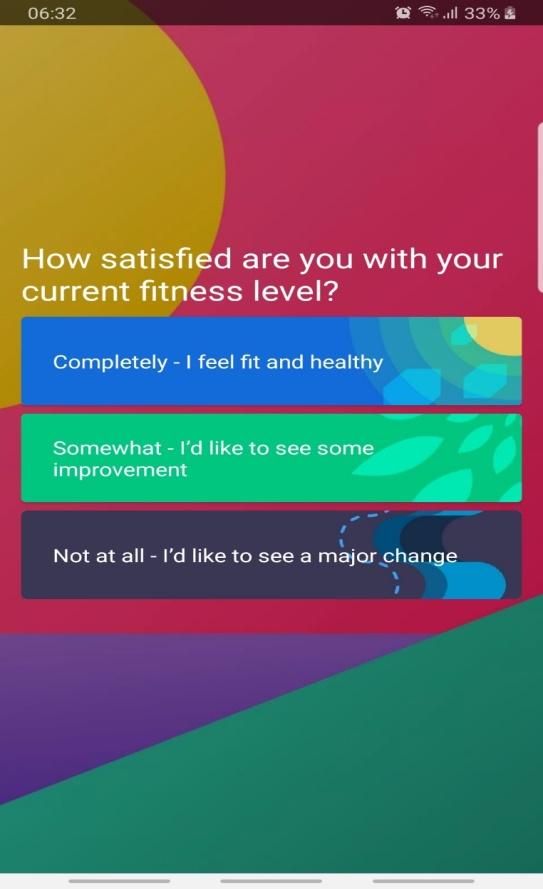 06:32
33%
How satisfied are you with your
current fitness level?
Completely - I feel fit and healthy
Somewhat - I'd like to see some
improvement
Not at all - I'd like to see a major change